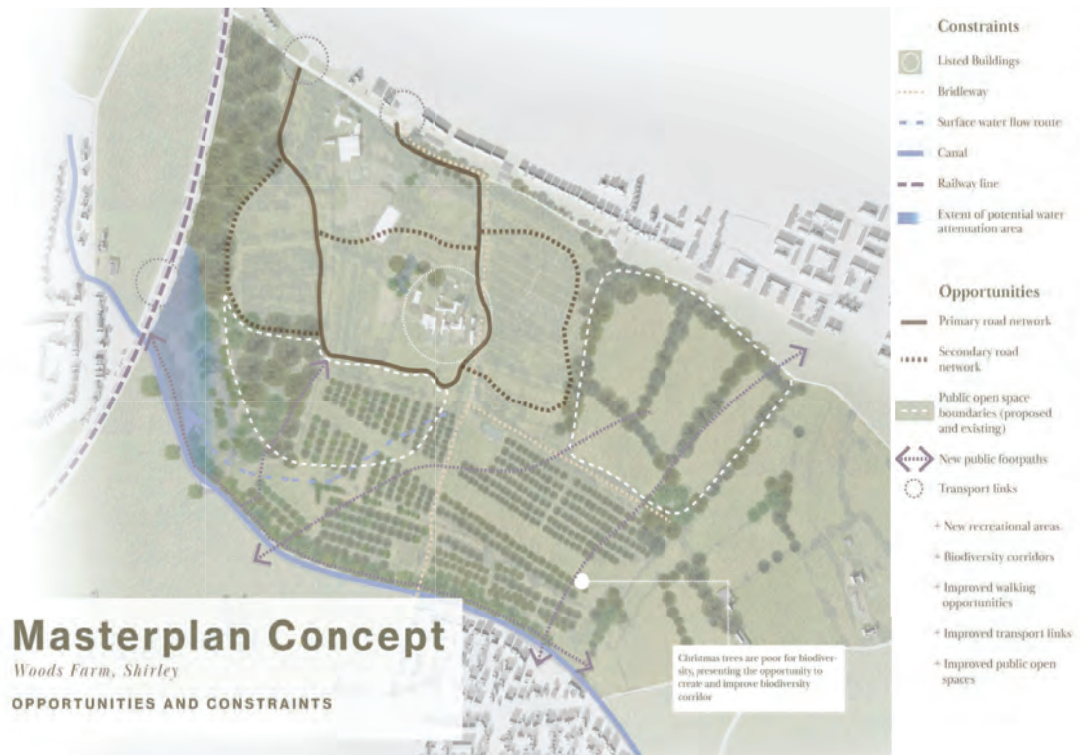 Constraints
Listed Buildings
Bridleway
Surface water flow route
Canal
Railway line
Extent of potential water
attenuation area
Opportunities
Primary road network
Secondary road
network
Public open space
boundaries (proposed
and existing)
New public footpaths
Transport links
+ New recreational areas
+ Biodiversity corridors
+ Improved walking
opportunities
+ Improved transport links
+ Improved public open
spaces
Christmas trees are poor for biodiver-
sity, presenting the opportunity to
create and improve biodiversity
corridor
Masterplan Concept
Woods Farm, Shirley
OPPORTUNITIES AND CONSTRAINTS